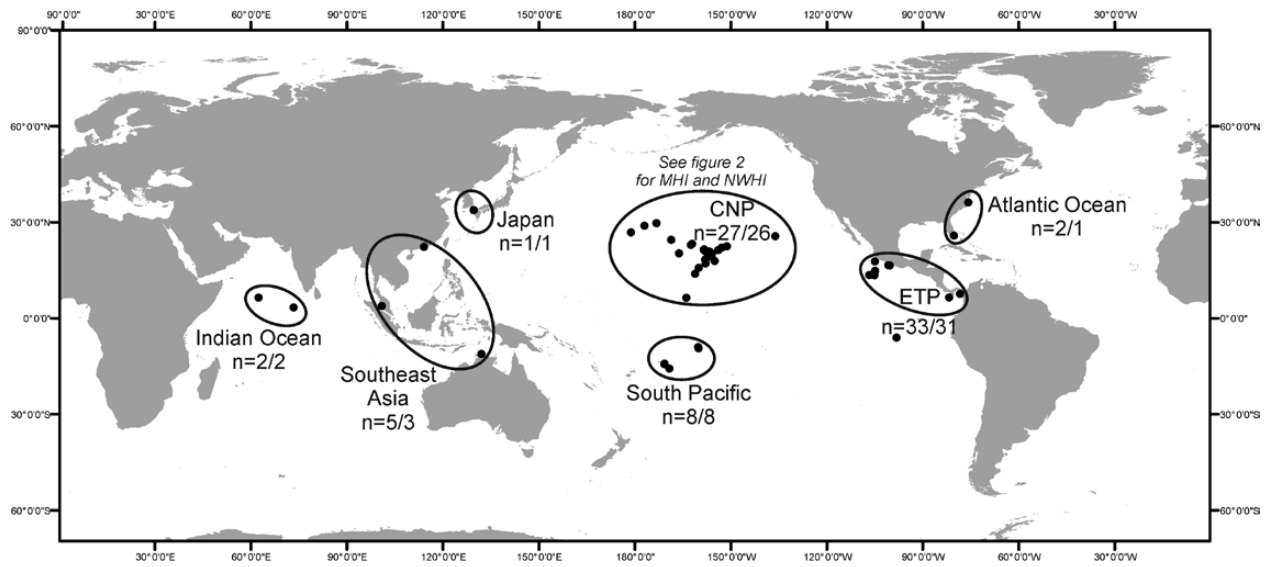 90°0'0"E 30°0'0"E 60°0'0"E 90°0'0"E 120°0'0"E 150°0'0"E 180°0'0" 150°0'0"W 120°0'0"W 90°0'0"W 60°0'0"W 30°0'0"W
90°0'0"N
60°0'0"N 60°0'0"N
See figure 2
for MHI and NWHI
CNP
n=27/26
Japan
n=1/1
Atlantic Ocean
n=2/1
30°0'0"N 30°0'0"N
ETP
n=33/31
0°0'0" 0°0'0"
Indian Ocean
n=2/2
Southeast
Asia
n=5/3
South Pacific
n=8/8
30°0'0"S 30°0'0"S
60°0'0"S 60°0'0"S
30°0'0"E 60°0'0"E 90°0'0"E 120°0'0"E 150°0'0"E 180°0'0" 150°0'0"W 120°0'0"W 90°0'0"W 60°0'0"W 30°0'0"W